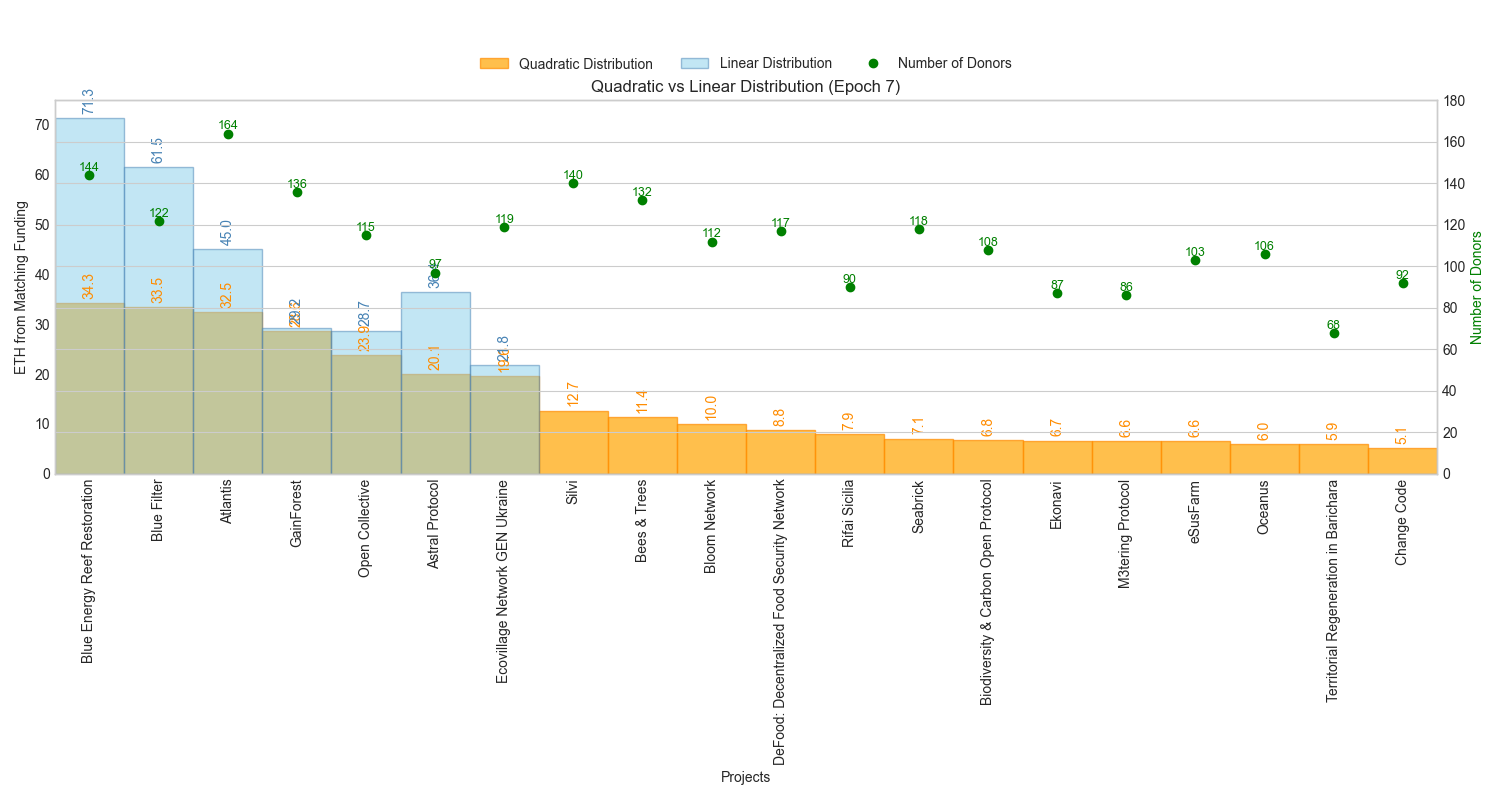 Quadratic Distribution
Linear Distribution
Number of Donors
Quadratic vs Linear Distribution (Epoch 7)
ETH from Matching Funding
70
60
50
40
30
20
10
0
180
160
140
120
100
80
60
40
20
0
Number of Donors
71.3
61.5
45.0
29.2
28.7
21.8
34.3
33.5
32.5
23.9
20.1
12.7
11.4
10.0
8.8
7.9
7.1
6.8
6.7
6.6
6.6
6.0
5.9
5.1
144
122
164
136
115
97
119
140
132
112
117
90
118
108
87
86
103
106
68
92
Blue Energy Reef Restoration
Blue Filter
Atlantis
GainForest
Open Collective
Astral Protocol
Ecovillage Network GEN Ukraine
Silvi
Bees & Trees
Bloom Network
DeFood: Decentralized Food Security Network
Rifai Sicilia
Seabrick
Biodiversity & Carbon Open Protocol
Ekonavi
M3tering Protocol
eSusFarm
Oceanus
Territorial Regeneration in Barichara
Change Code
Projects